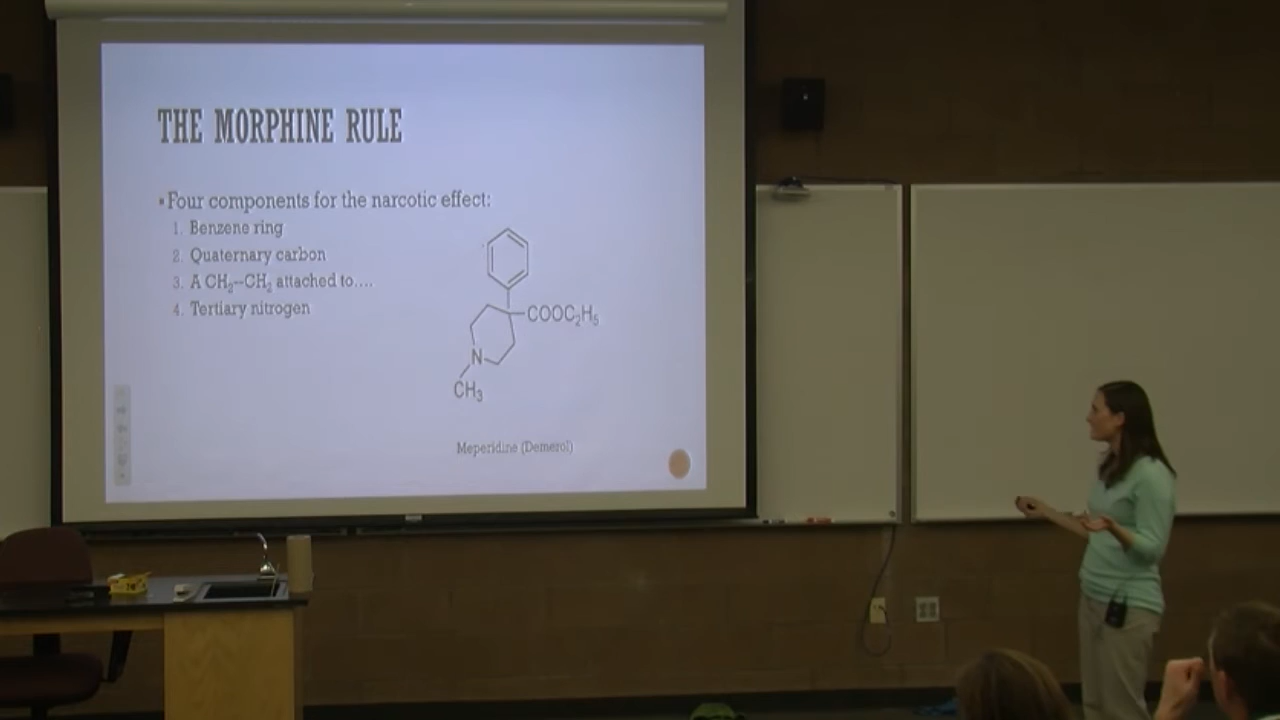 THE MORPHINE RULE
▪Four components for the narcotic effect:
1. Benzene ring
2. Quaternary carbon
3. A CH₂–CH₂ attached to….
4. Tertiary nitrogen
COOC₂H₅
N
CH₃
Meperidine (Demerol)